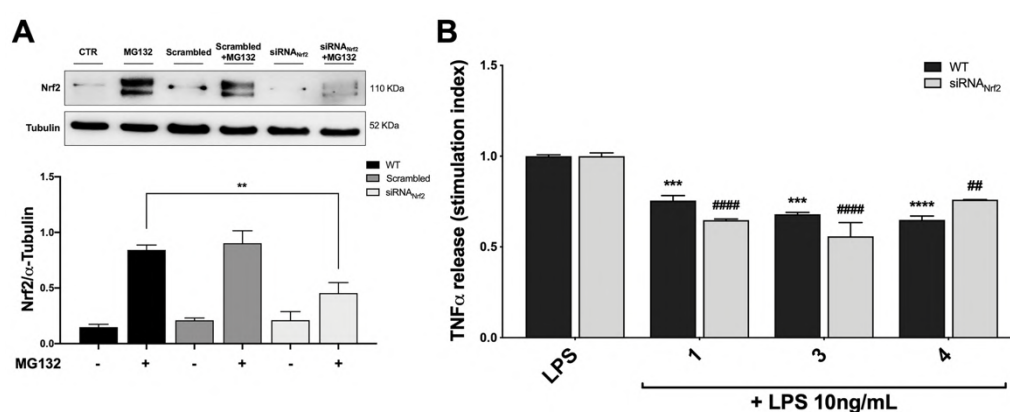 A
CTR MG132 Scrambled Scrambled +MG132 siRNANrf2 siRNANrf2 +MG132
Nrf2 110 KDa
Tubulin 52 KDa
WT
Scrambled
siRNANrf2
Nrf2/α-Tubulin
1.5
1.0
0.5
0.0
**
MG132 - + - + - +
B
WT
siRNANrf2
TNFα release (stimulation index)
1.5
1.0
0.5
0.0
*** #### *** #### **** ##
LPS 1 3 4
+ LPS 10ng/mL